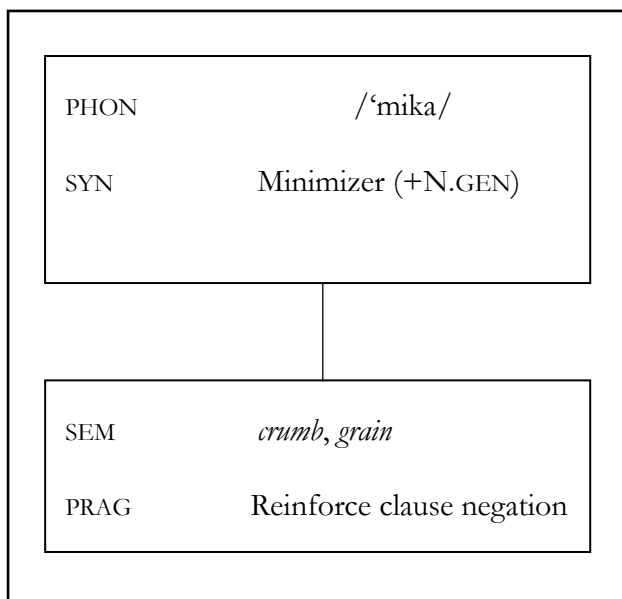 PHON /‘mika/
SYN Minimizer (+N.GEN)
SEM crumb, grain
PRAG Reinforce clause negation